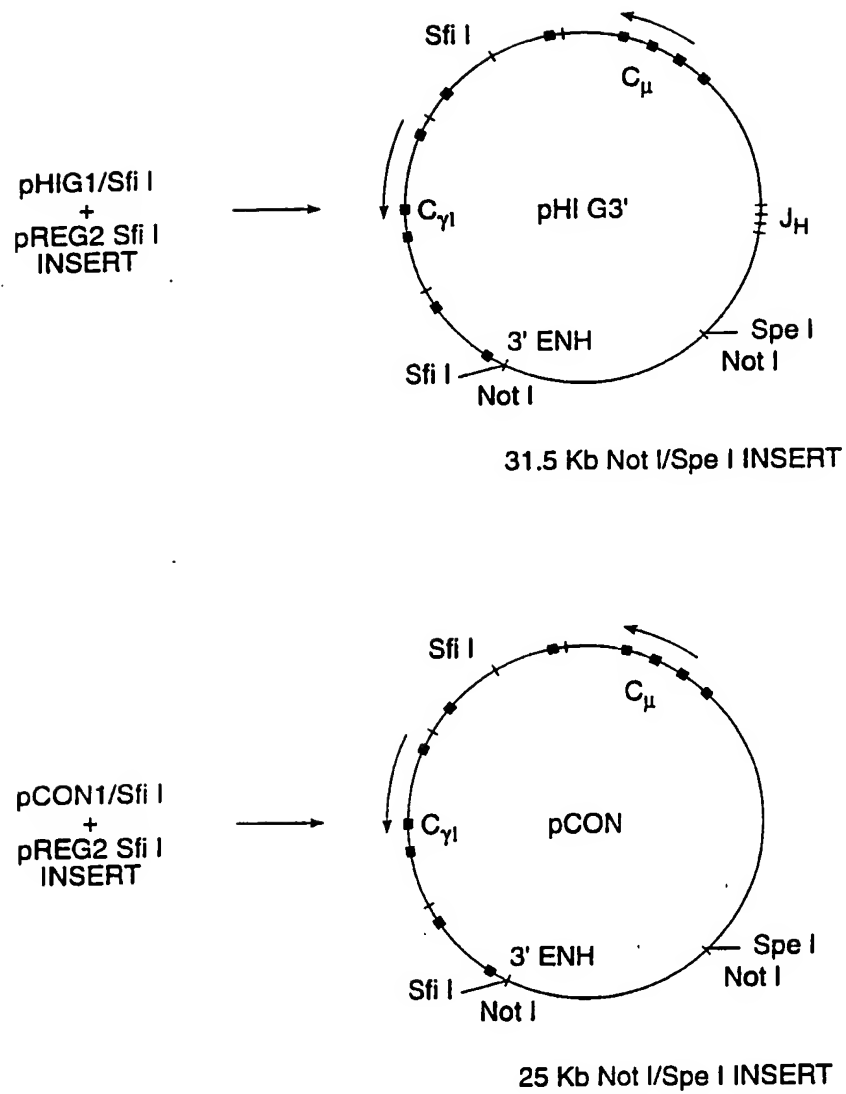 Sfi I
Cμ
pHIG1/Sfi I
+
pREG2 Sfi I
INSERT
CγI
pHI G3'
JH
3' ENH
Spe I
Sfi I
Not I
Not I
31.5 Kb Not I/Spe I INSERT
Sfi I
Cμ
pCON1/Sfi I
+
pREG2 Sfi I
INSERT
CγI
pCON
3' ENH
Spe I
Sfi I
Not I
Not I
25 Kb Not I/Spe I INSERT